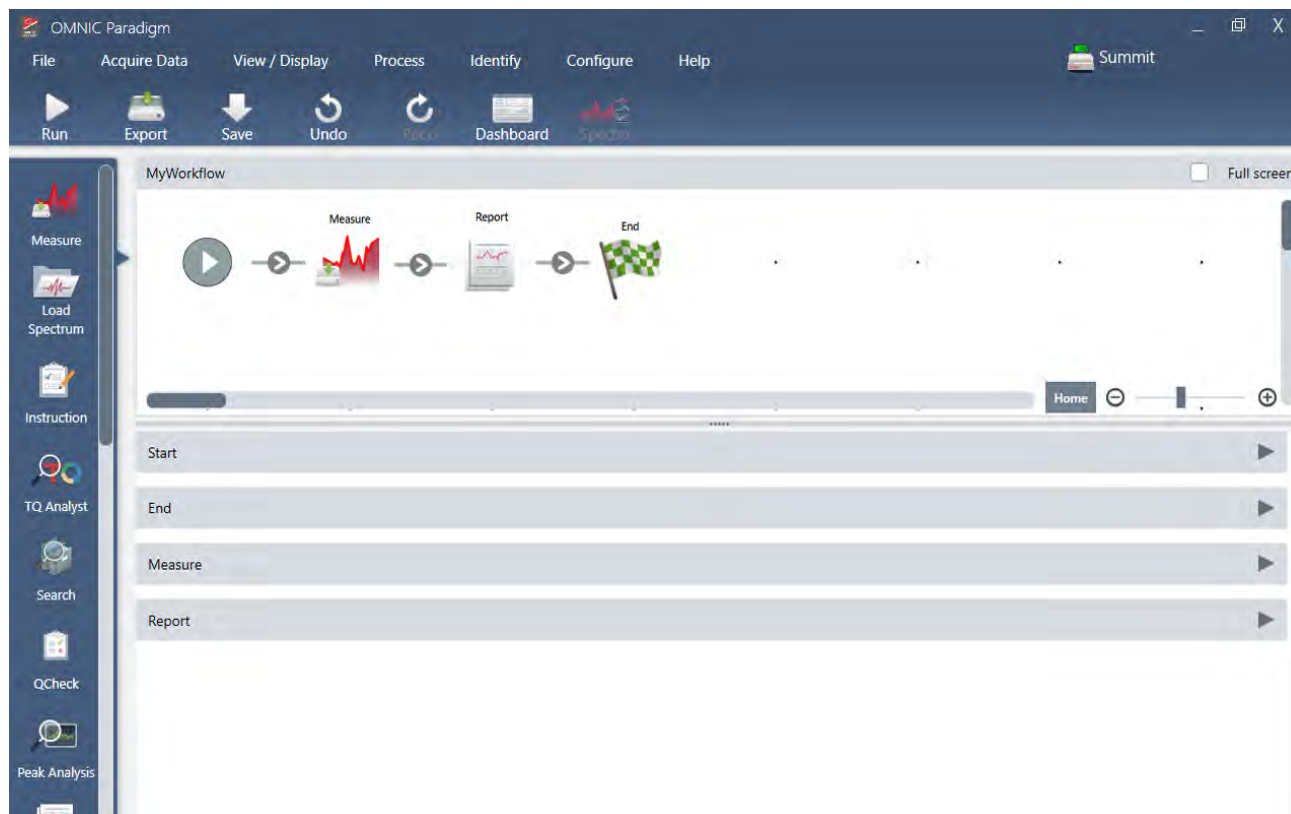 OMNIC Paradigm
File Acquire Data View / Display Process Identify Configure Help
Summit
Run Export Save Undo Redo Dashboard Spectra
MyWorkflow
Full screen
Measure
Load
Spectrum
Instruction
TQ Analyst
Search
QCheck
Peak Analysis
Measure Report End
Home
Start
End
Measure
Report